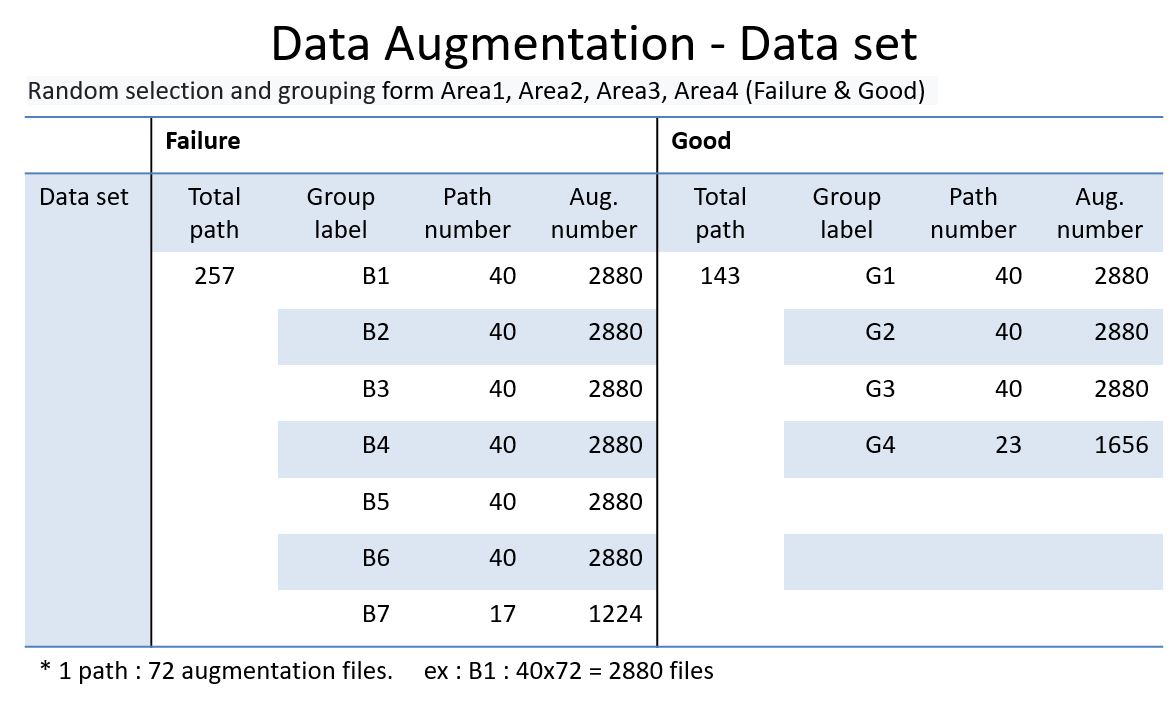 Data Augmentation - Data set
Random selection and grouping form Area1, Area2, Area3, Area4 (Failure & Good)
Failure Good
Data set Total path Group label Path number Aug. number Total path Group label Path number Aug. number
257 B1 40 2880 143 G1 40 2880
B2 40 2880 G2 40 2880
B3 40 2880 G3 40 2880
B4 40 2880 G4 23 1656
B5 40 2880
B6 40 2880
B7 17 1224
* 1 path : 72 augmentation files. ex : B1 : 40x72 = 2880 files